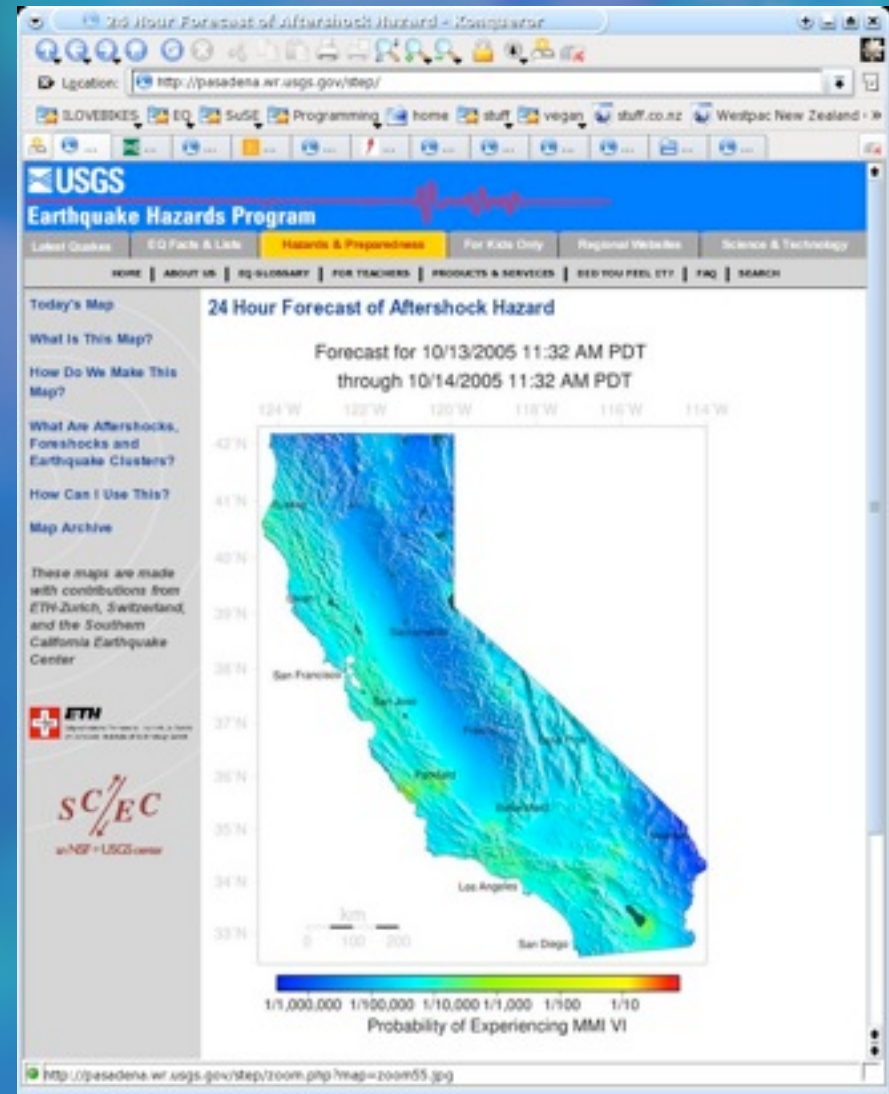 24 Hour Forecast of Aftershock Hazard - Konqueror
Location: http://pasadena.wr.usgs.gov/step/
ILOVEBIKES EQ SuSE Programming home stuff vegan stuff.co.nz Westpac New Zealand
USGS
Earthquake Hazards Program
Latest Quakes EQ Facts & Lists Hazards & Preparedness For Kids Only Regional Websites Science & Technology
HOME | ABOUT US | EQ GLOSSARY | FOR TEACHERS | PRODUCTS & SERVICES | DID YOU FEEL IT? | FAQ | SEARCH
Today's Map
What Is This Map?
How Do We Make This
Map?
What Are Aftershocks,
Foreshocks and
Earthquake Clusters?
How Can I Use This?
Map Archive
These maps are made
with contributions from
ETH-Zurich, Switzerland,
and the Southern
California Earthquake
Center
ETH
SC/EC
an NSF+USGS center
24 Hour Forecast of Aftershock Hazard
Forecast for 10/13/2005 11:32 AM PDT
through 10/14/2005 11:32 AM PDT
124°W 122°W 120°W 118°W 116°W 114°W
42°N
41°N
40°N
39°N
Sacramento
38°N
San Francisco
San Jose
37°N
Fresno
36°N
Parkfield
Bakersfield
35°N
34°N
Los Angeles
km
33°N
0 100 200
San Diego
1/1,000,000 1/100,000 1/10,000 1/1,000 1/100 1/10
Probability of Experiencing MMI VI
http://pasadena.wr.usgs.gov/step/zoom.php?map=zoom55.jpg